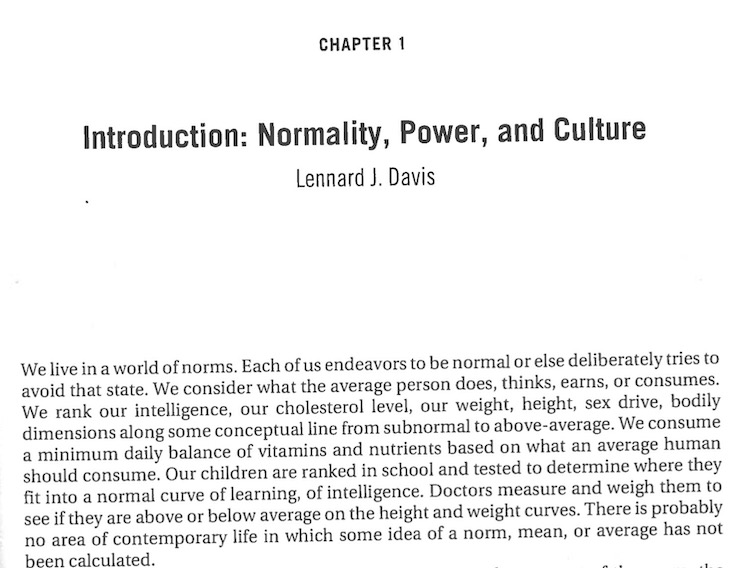 CHAPTER 1
Introduction: Normality, Power, and Culture
Lennard J. Davis
We live in a world of norms. Each of us endeavors to be normal or else deliberately tries to
avoid that state. We consider what the average person does, thinks, earns, or consumes.
We rank our intelligence, our cholesterol level, our weight, height, sex drive, bodily
dimensions along some conceptual line from subnormal to above-average. We consume
a minimum daily balance of vitamins and nutrients based on what an average human
should consume. Our children are ranked in school and tested to determine where they
fit into a normal curve of learning, of intelligence. Doctors measure and weigh them to
see if they are above or below average on the height and weight curves. There is probably
no area of contemporary life in which some idea of a norm, mean, or average has not
been calculated.